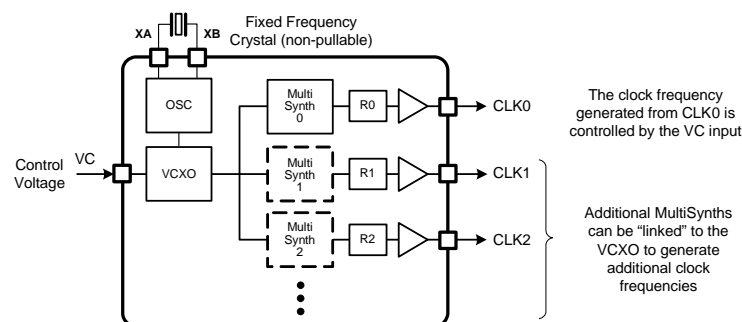 Fixed Frequency
Crystal (non-pullable)
XA
XB
OSC
VCXO
Control
Voltage
VC
Multi
Synth
0
R0
CLK0
Multi
Synth
1
R1
CLK1
Multi
Synth
2
R2
CLK2
The clock frequency
generated from CLK0 is
controlled by the VC input
Additional MultiSynths
can be “linked” to the
VCXO to generate
additional clock
frequencies